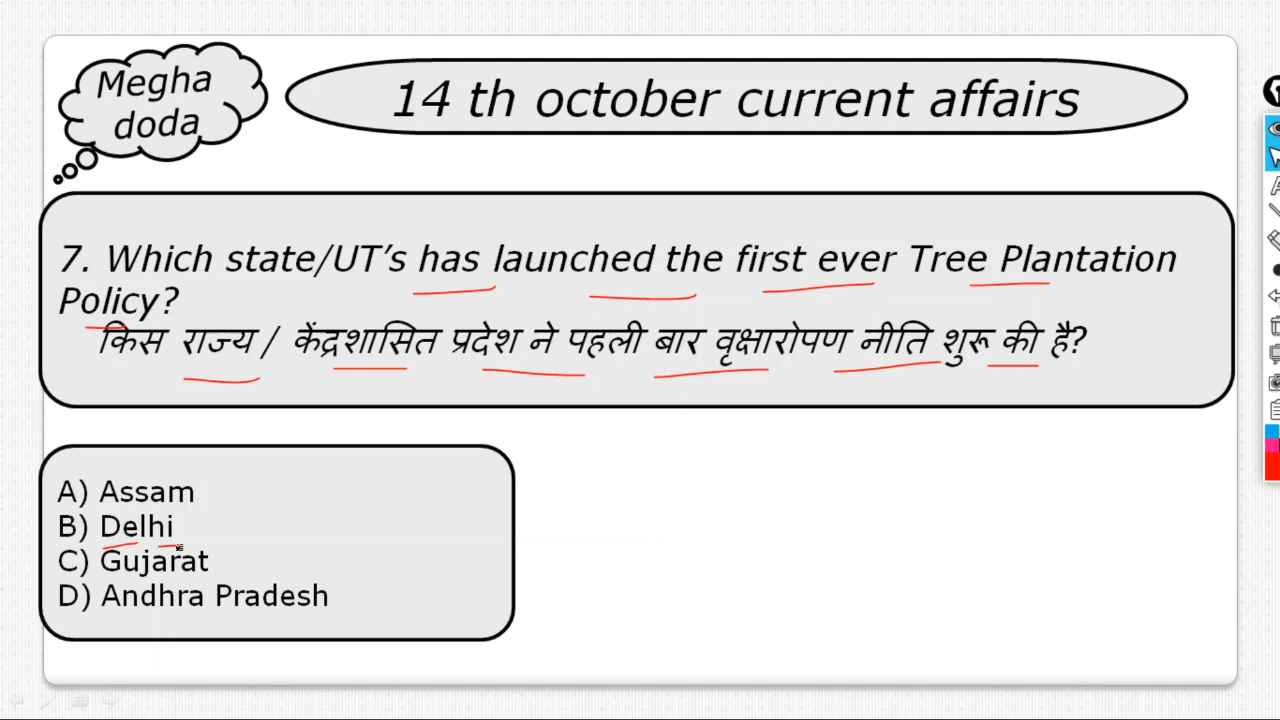 Megha
doda
14 th october current affairs
7. Which state/UT’s has launched the first ever Tree Plantation
Policy?
किस राज्य / केंद्रशासित प्रदेश ने पहली बार वृक्षारोपण नीति शुरू की है?
A) Assam
B) Delhi
C) Gujarat
D) Andhra Pradesh